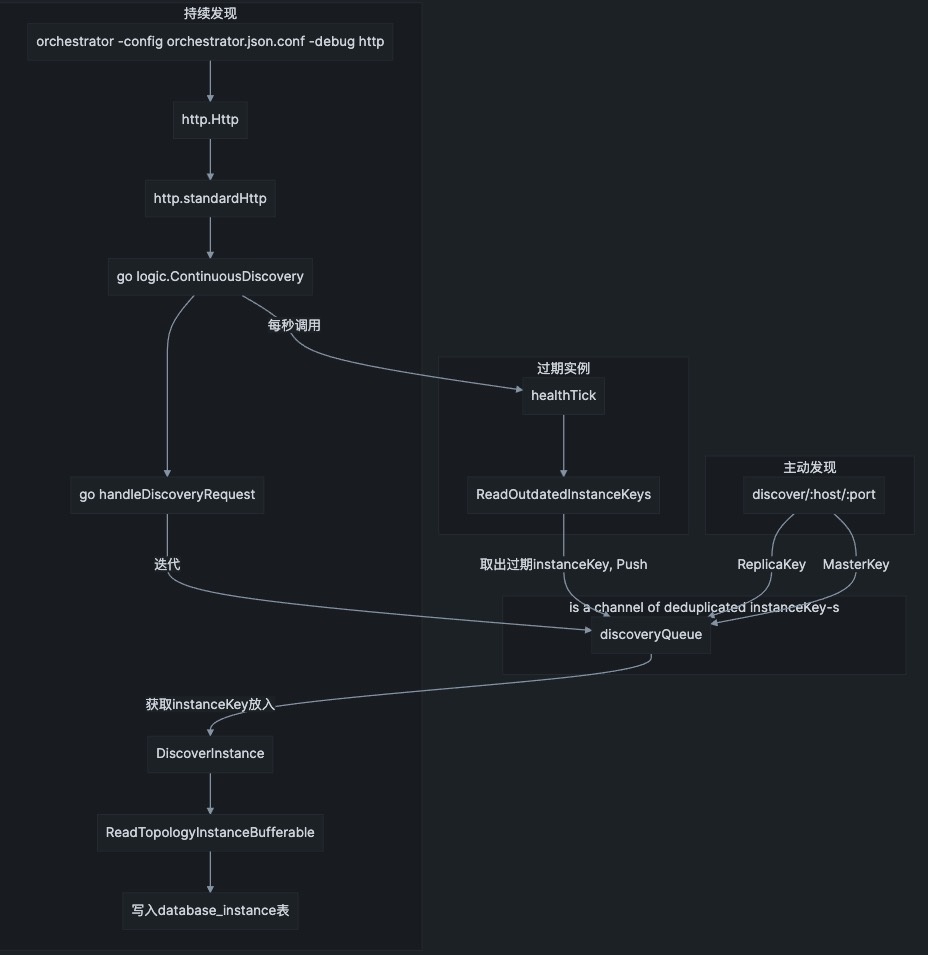 持续发现
orchestrator -config orchestrator.json.conf -debug http
http.Http
http.standardHttp
go logic.ContinuousDiscovery
每秒调用
过期实例
healthTick
主动发现
go handleDiscoveryRequest
ReadOutdatedInstanceKeys
discover/:host/:port
迭代
取出过期instanceKey, Push
ReplicaKey
MasterKey
is a channel of deduplicated instanceKey-s
discoveryQueue
获取instanceKey放入
DiscoverInstance
ReadTopologyInstanceBufferable
写入database_instance表